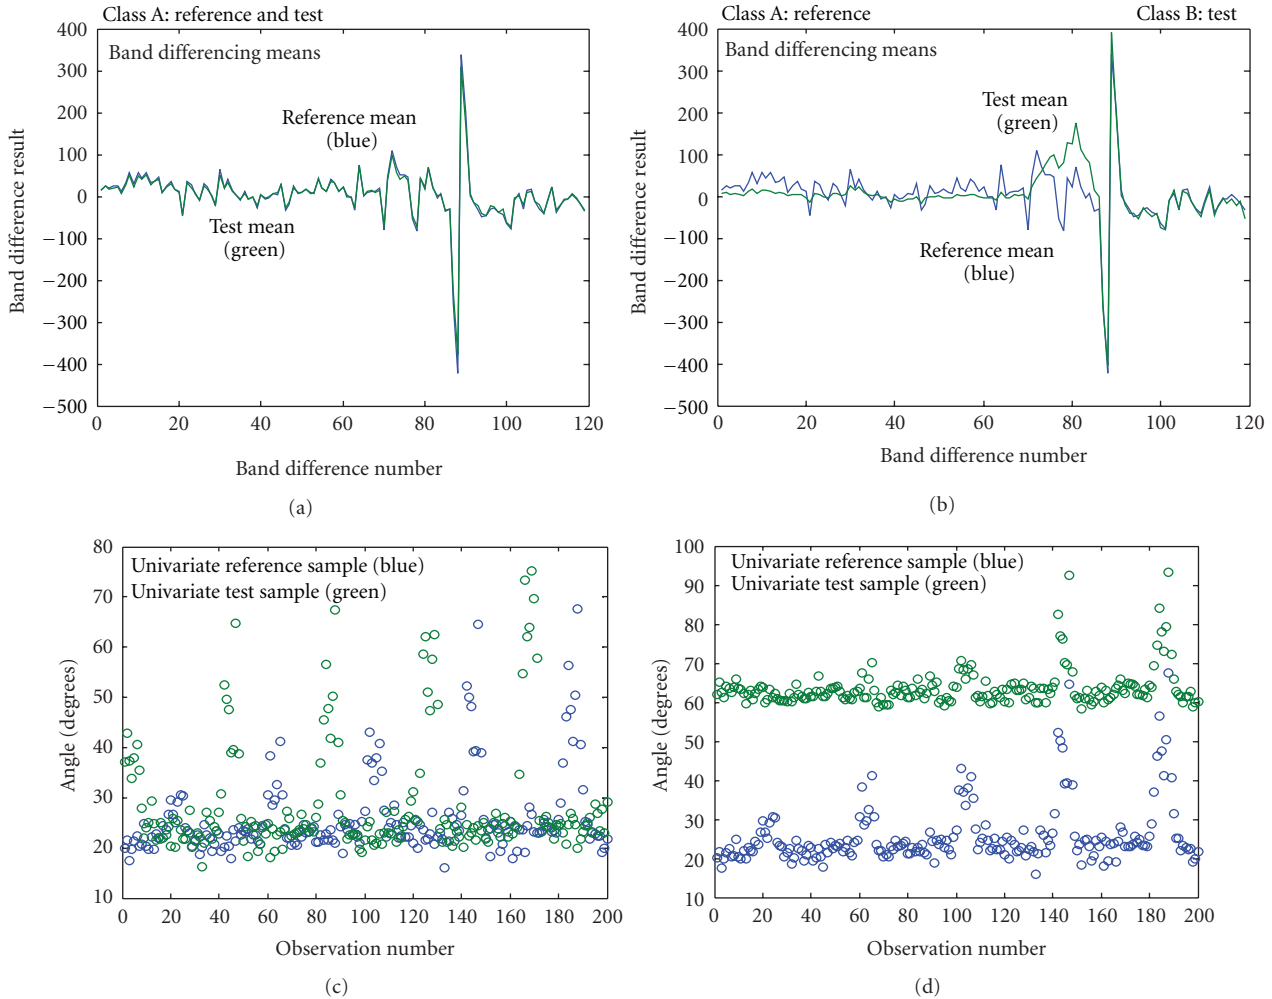 Class A: reference and test
Band differencing means
Reference mean
(blue)
Test mean
(green)
Band difference result
400
300
200
100
0
−100
−200
−300
−400
−500
0 20 40 60 80 100 120
Band difference number
(a)
Class A: reference Class B: test
Band differencing means
Test mean
(green)
Reference mean
(blue)
Band difference result
400
300
200
100
0
−100
−200
−300
−400
−500
0 20 40 60 80 100 120
Band difference number
(b)
Univariate reference sample (blue)
Univariate test sample (green)
Angle (degrees)
80
70
60
50
40
30
20
10
0 20 40 60 80 100 120 140 160 180 200
Observation number
(c)
Univariate reference sample (blue)
Univariate test sample (green)
Angle (degrees)
100
90
80
70
60
50
40
30
20
10
0 20 40 60 80 100 120 140 160 180 200
Observation number
(d)